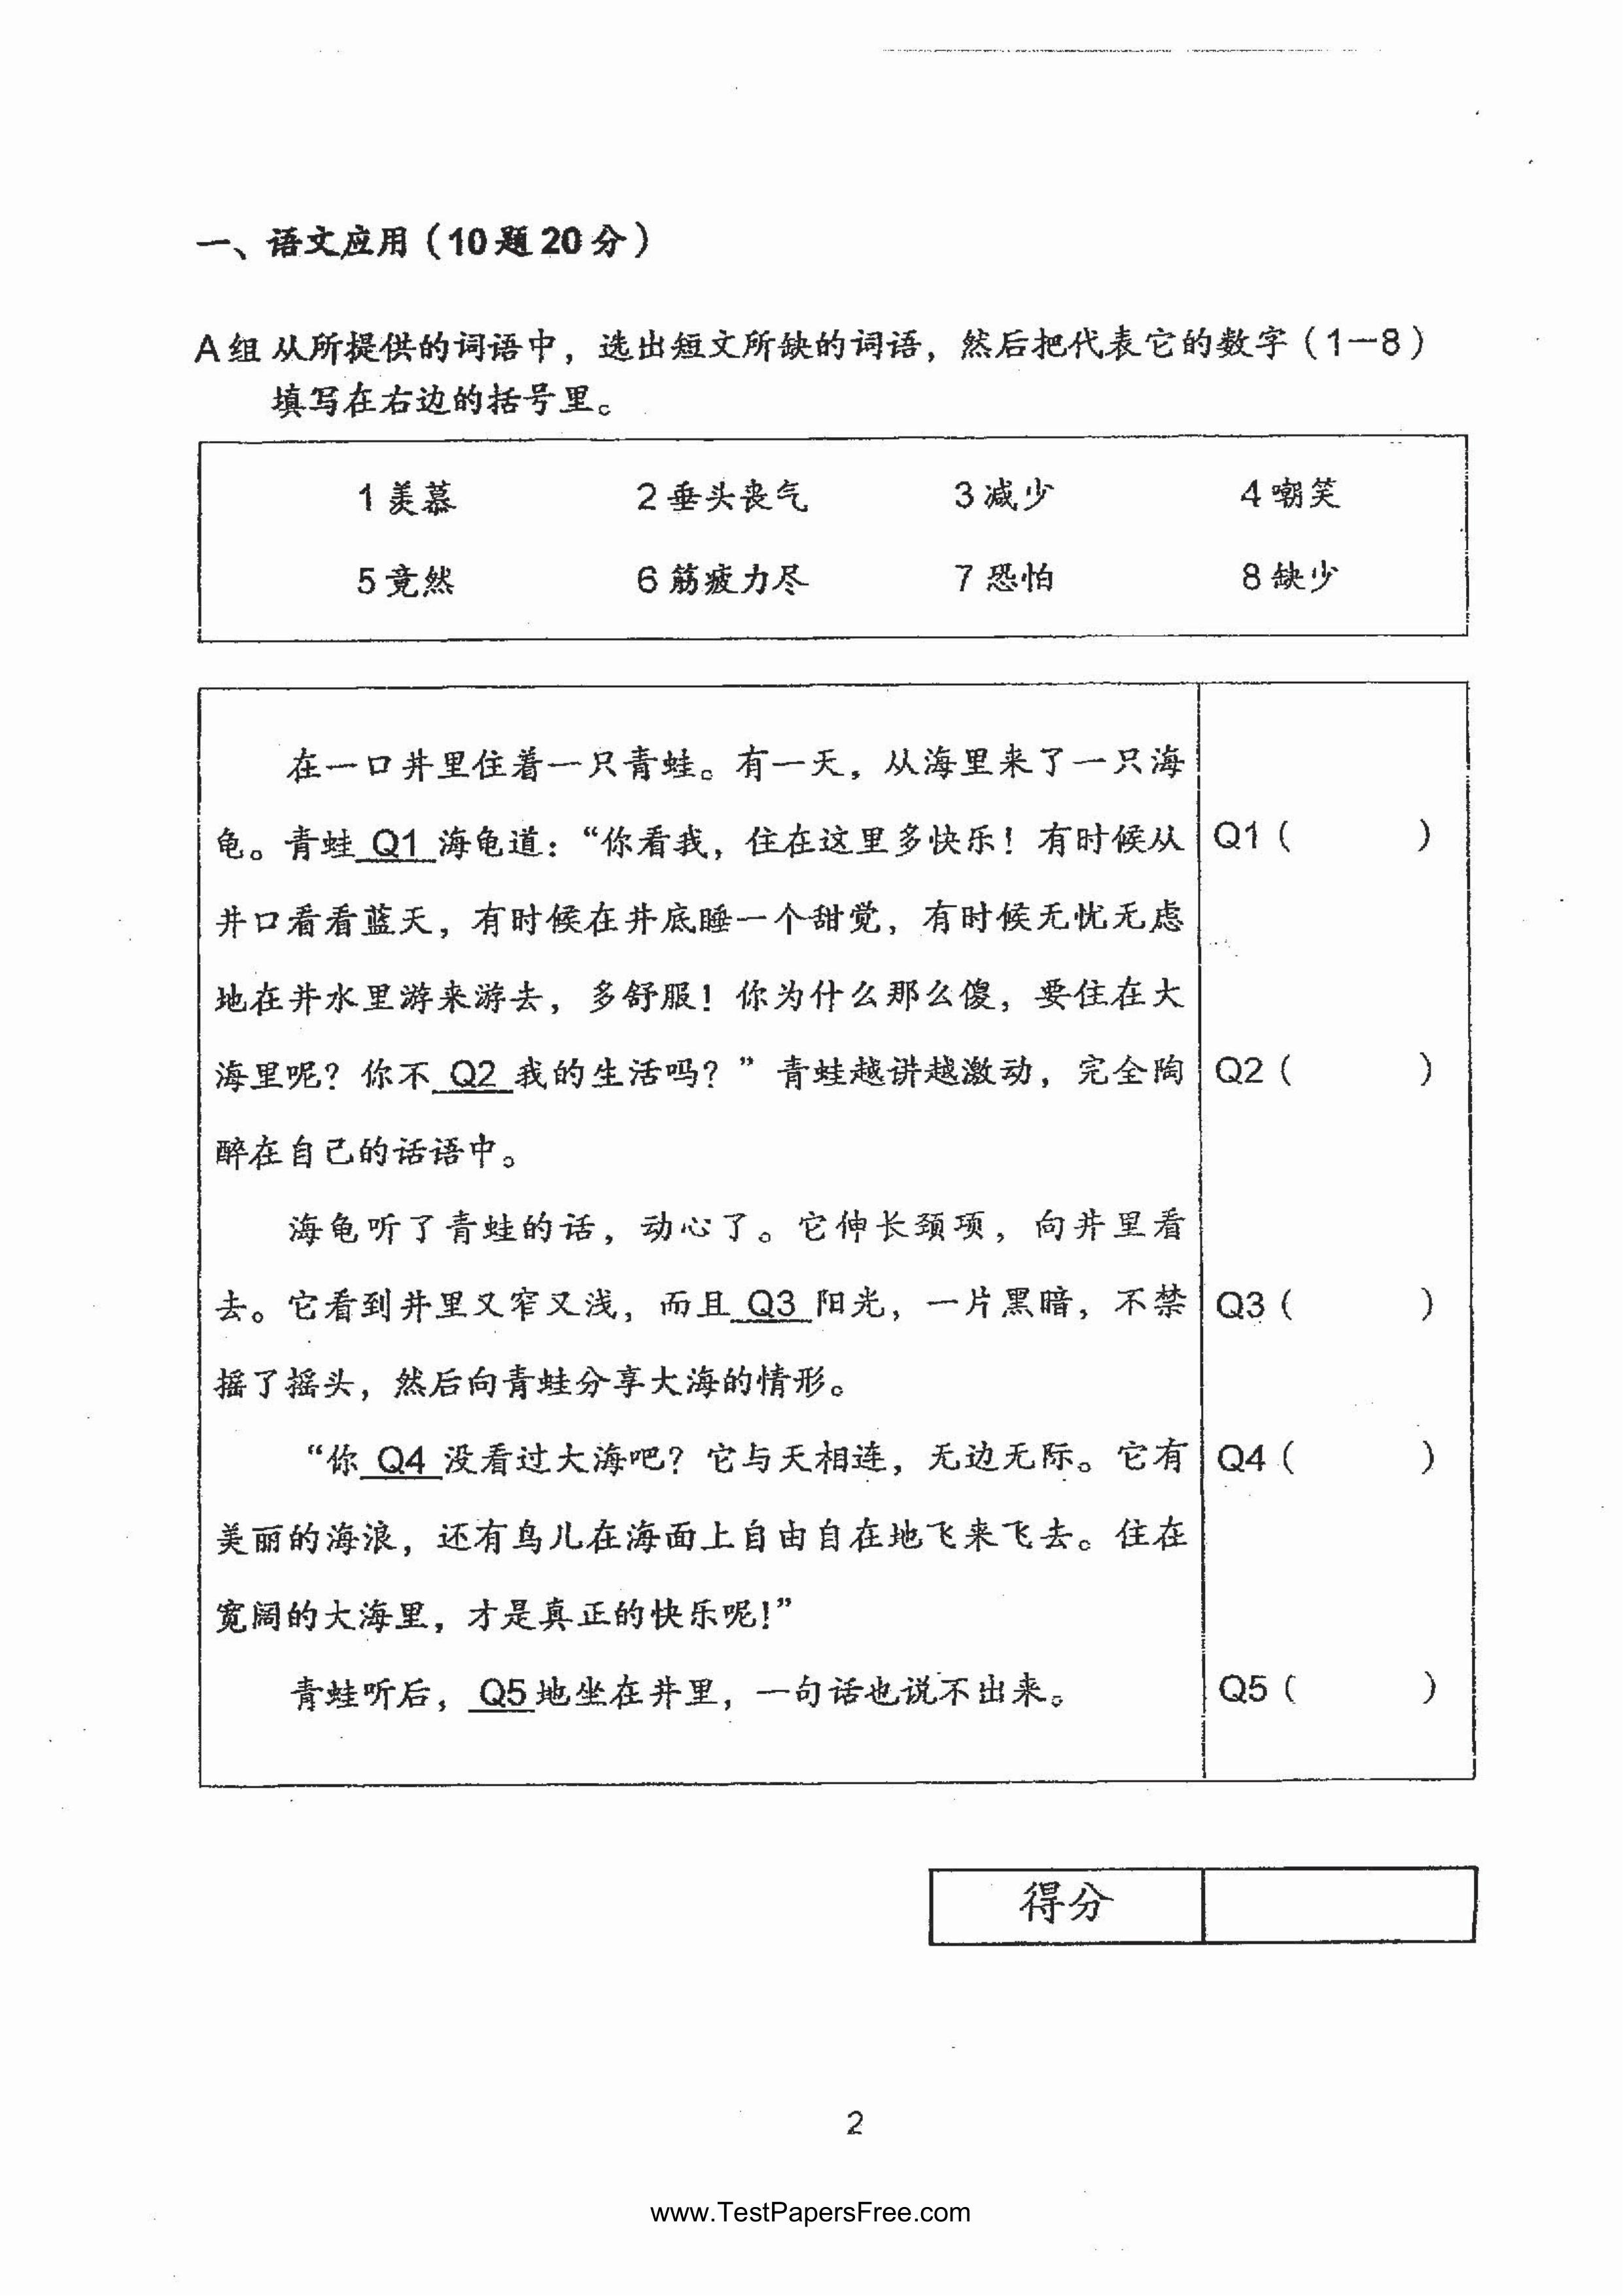 一、语文应用（10题20分）
A组 从所提供的词语中，选出短文所缺的词语，然后把代表它的数字（1—8）
填写在右边的括号里。
1 羡慕 2 垂头丧气 3 减少 4 嘲笑
5 竟然 6 筋疲力尽 7 恐怕 8 缺少
在一口井里住着一只青蛙。有一天，从海里来了一只海
龟。青蛙 Q1 海龟道：“你看我，住在这里多快乐！有时候从 Q1（ ）
井口看看蓝天，有时候在井底睡一个甜觉，有时候无忧无虑
地在井水里游来游去，多舒服！你为什么那么傻，要住在大
海里呢？你不 Q2 我的生活吗？”青蛙越讲越激动，完全陶 Q2（ ）
醉在自己的话语中。
海龟听了青蛙的话，动心了。它伸长颈项，向井里看
去。它看到井里又窄又浅，而且 Q3 阳光，一片黑暗，不禁 Q3（ ）
摇了摇头，然后向青蛙分享大海的情形。
“你 Q4 没看过大海吧？它与天相连，无边无际。它有 Q4（ ）
美丽的海浪，还有鸟儿在海面上自由自在地飞来飞去。住在
宽阔的大海里，才是真正的快乐呢！”
青蛙听后， Q5 地坐在井里，一句话也说不出来。 Q5（ ）
得分
2
www.TestPapersFree.com